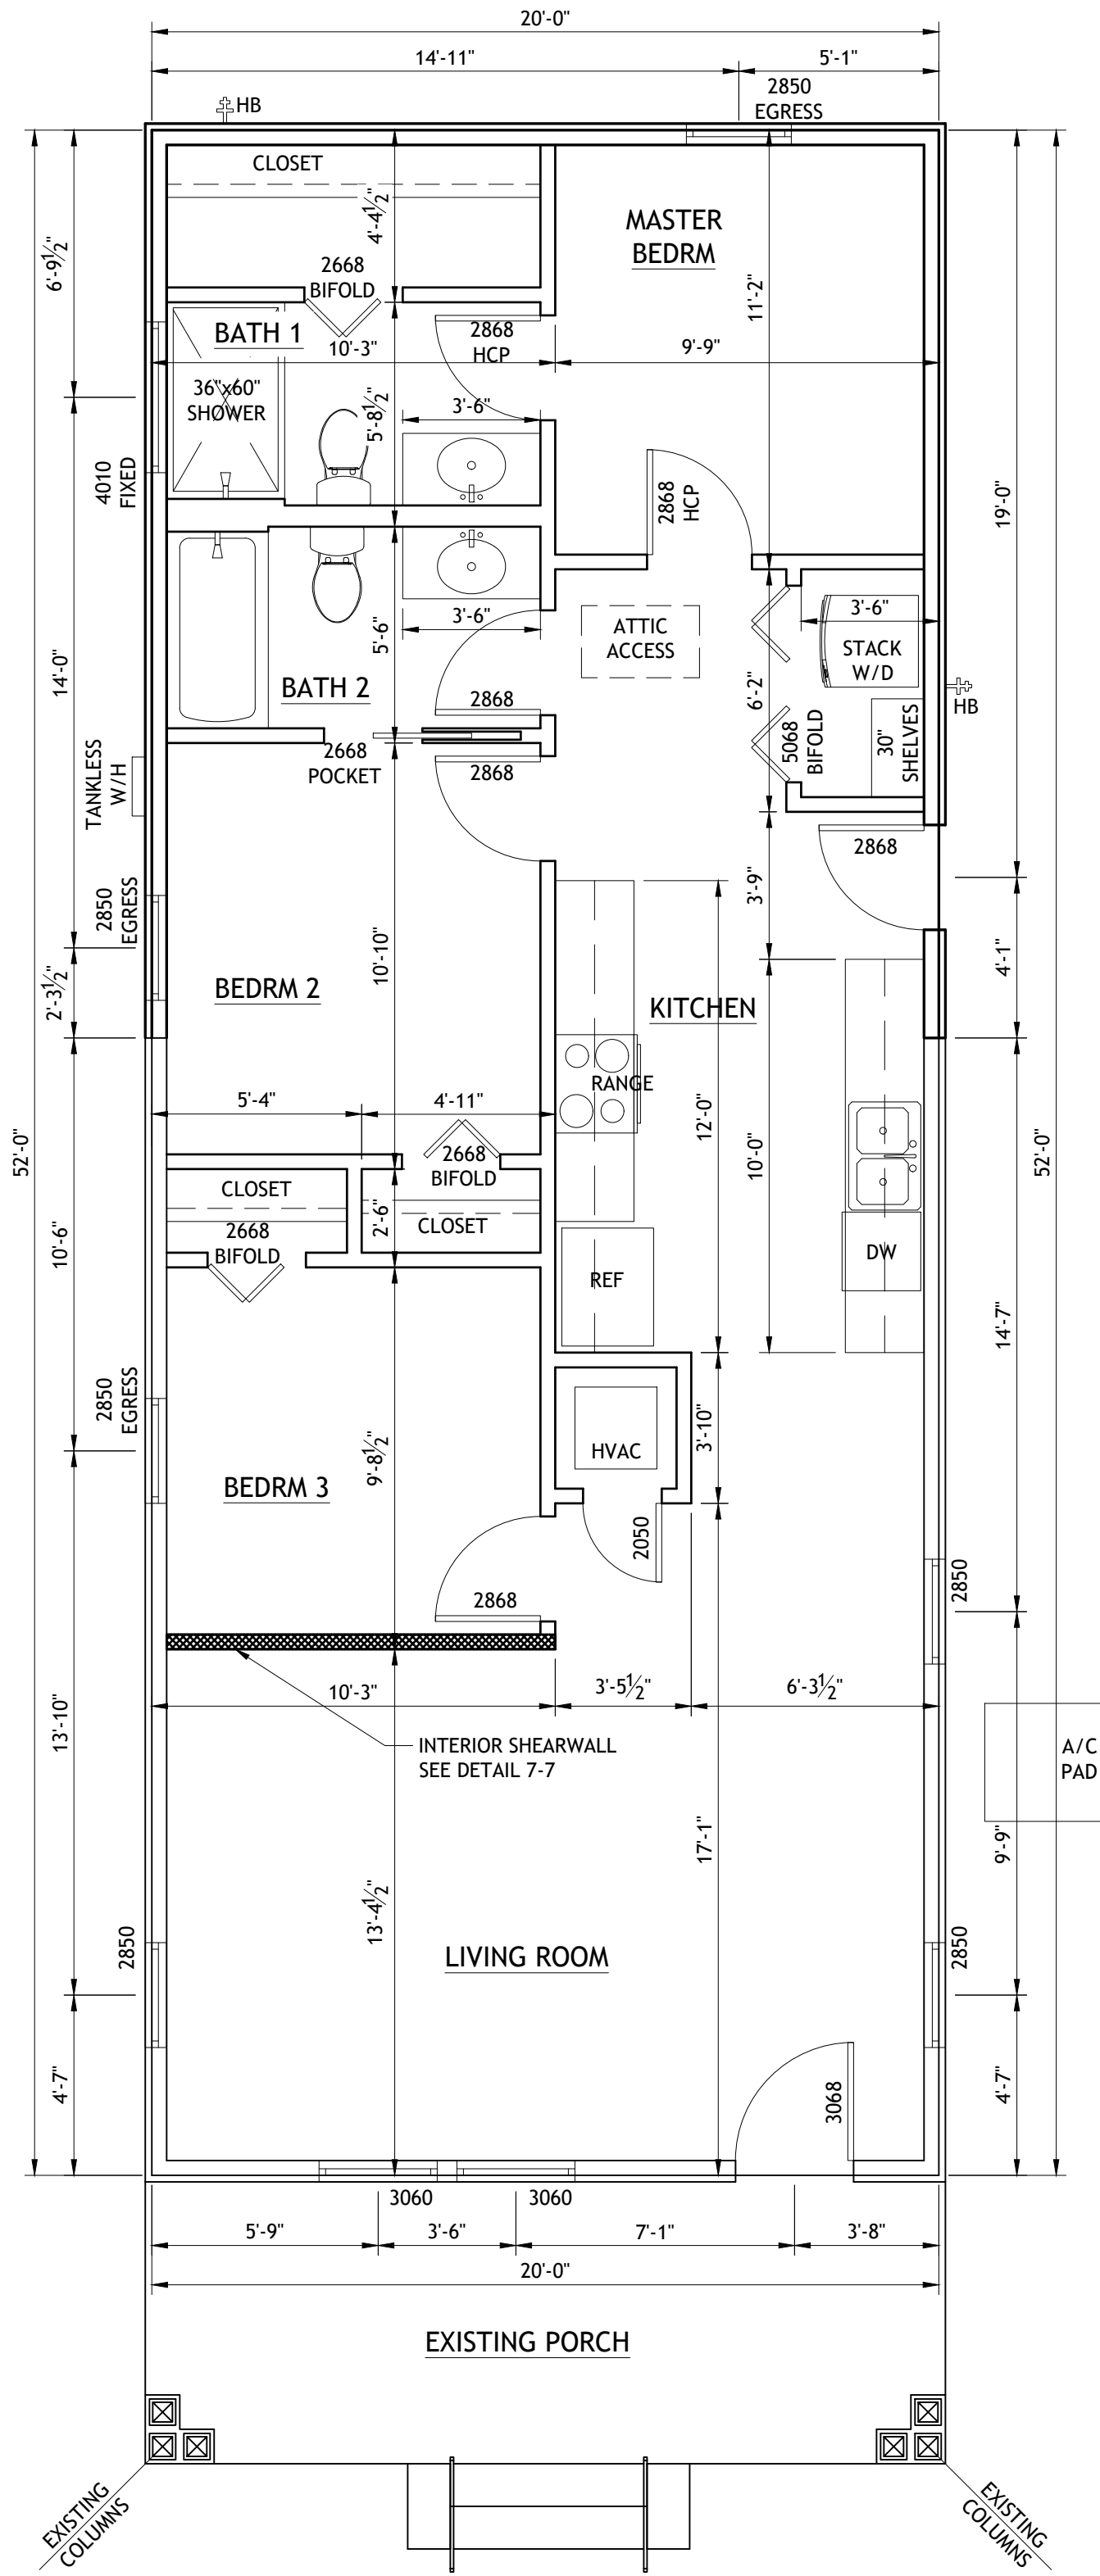 20'-0"
14'-11"
5'-1"
2850
EGRESS
HB
CLOSET
4'-4½"
MASTER
BEDRM
6'-9½"
2668
BIFOLD
11'-2"
BATH 1
2868
HCP
10'-3"
9'-9"
36"x60"
SHOWER
5'-8½"
3'-6"
4010
FIXED
2868
HCP
19'-0"
3'-6"
5'-6"
ATTIC
ACCESS
3'-6"
STACK
W/D
14'-0"
BATH 2
2868
6'-2"
HB
5068
BIFOLD
30"
SHELVES
2668
POCKET
2868
TANKLESS
W/H
2868
3'-9"
2850
EGRESS
10'-10"
4'-1"
2'-3½"
BEDRM 2
KITCHEN
RANGE
5'-4"
4'-11"
12'-0"
10'-0"
52'-0"
52'-0"
2668
BIFOLD
CLOSET
CLOSET
2'-6"
10'-6"
2668
BIFOLD
REF
DW
14'-7"
2850
EGRESS
9'-8½"
3'-10"
HVAC
BEDRM 3
2050
2868
2850
10'-3"
3'-5½"
6'-3½"
13'-10"
INTERIOR SHEARWALL
SEE DETAIL 7-7
A/C
PAD
17'-1"
9'-9"
13'-4½"
2850
LIVING ROOM
2850
4'-7"
3068
4'-7"
3060
3060
5'-9"
3'-6"
7'-1"
3'-8"
20'-0"
EXISTING PORCH
EXISTING
COLUMNS
EXISTING
COLUMNS